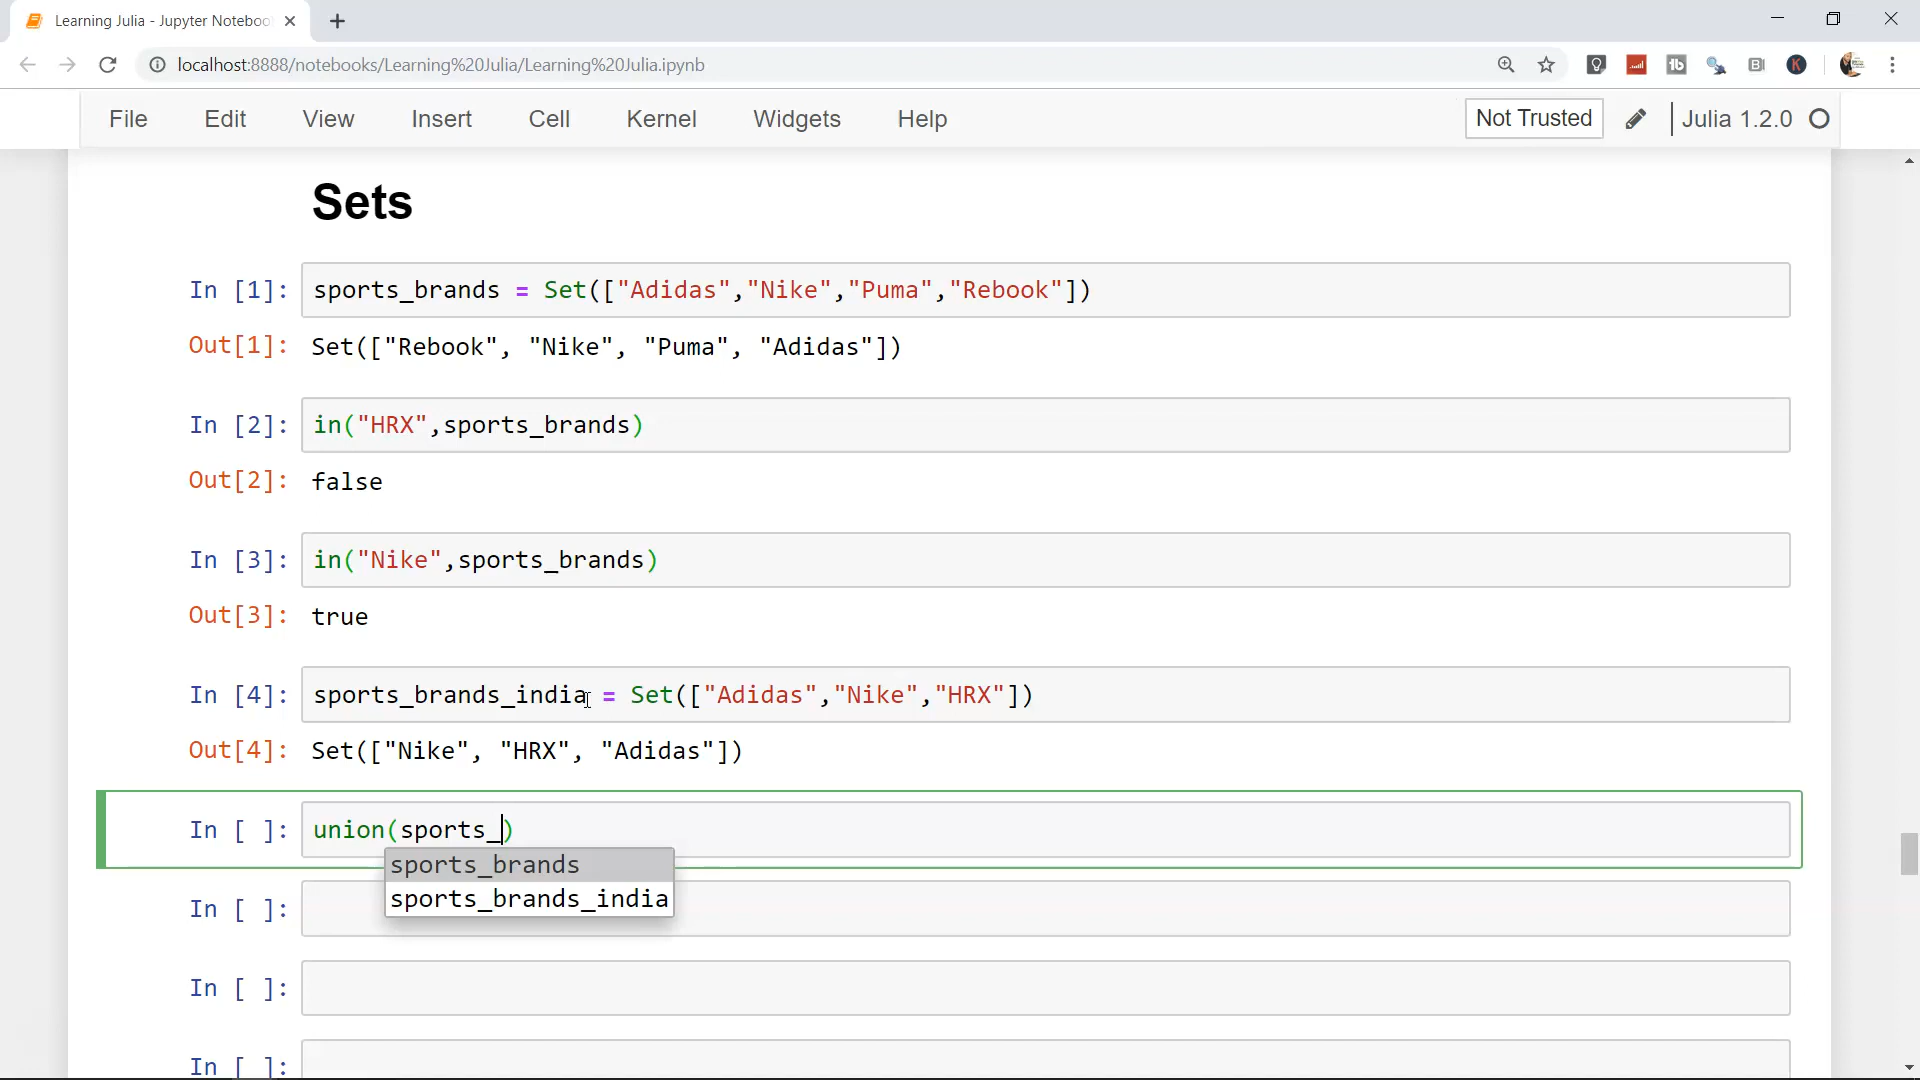 Learning Julia - Jupyter Noteboo
localhost:8888/notebooks/Learning%20Julia/Learning%20Julia.ipynb
File Edit View Insert Cell Kernel Widgets Help Not Trusted Julia 1.2.0
Sets
In [1]: sports_brands = Set(["Adidas","Nike","Puma","Rebook"])
Out[1]: Set(["Rebook", "Nike", "Puma", "Adidas"])
In [2]: in("HRX",sports_brands)
Out[2]: false
In [3]: in("Nike",sports_brands)
Out[3]: true
In [4]: sports_brands_india = Set(["Adidas","Nike","HRX"])
Out[4]: Set(["Nike", "HRX", "Adidas"])
In [ ]: union(sports_)
sports_brands
sports_brands_india
In [ ]:
In [ ]:
In [ ]: